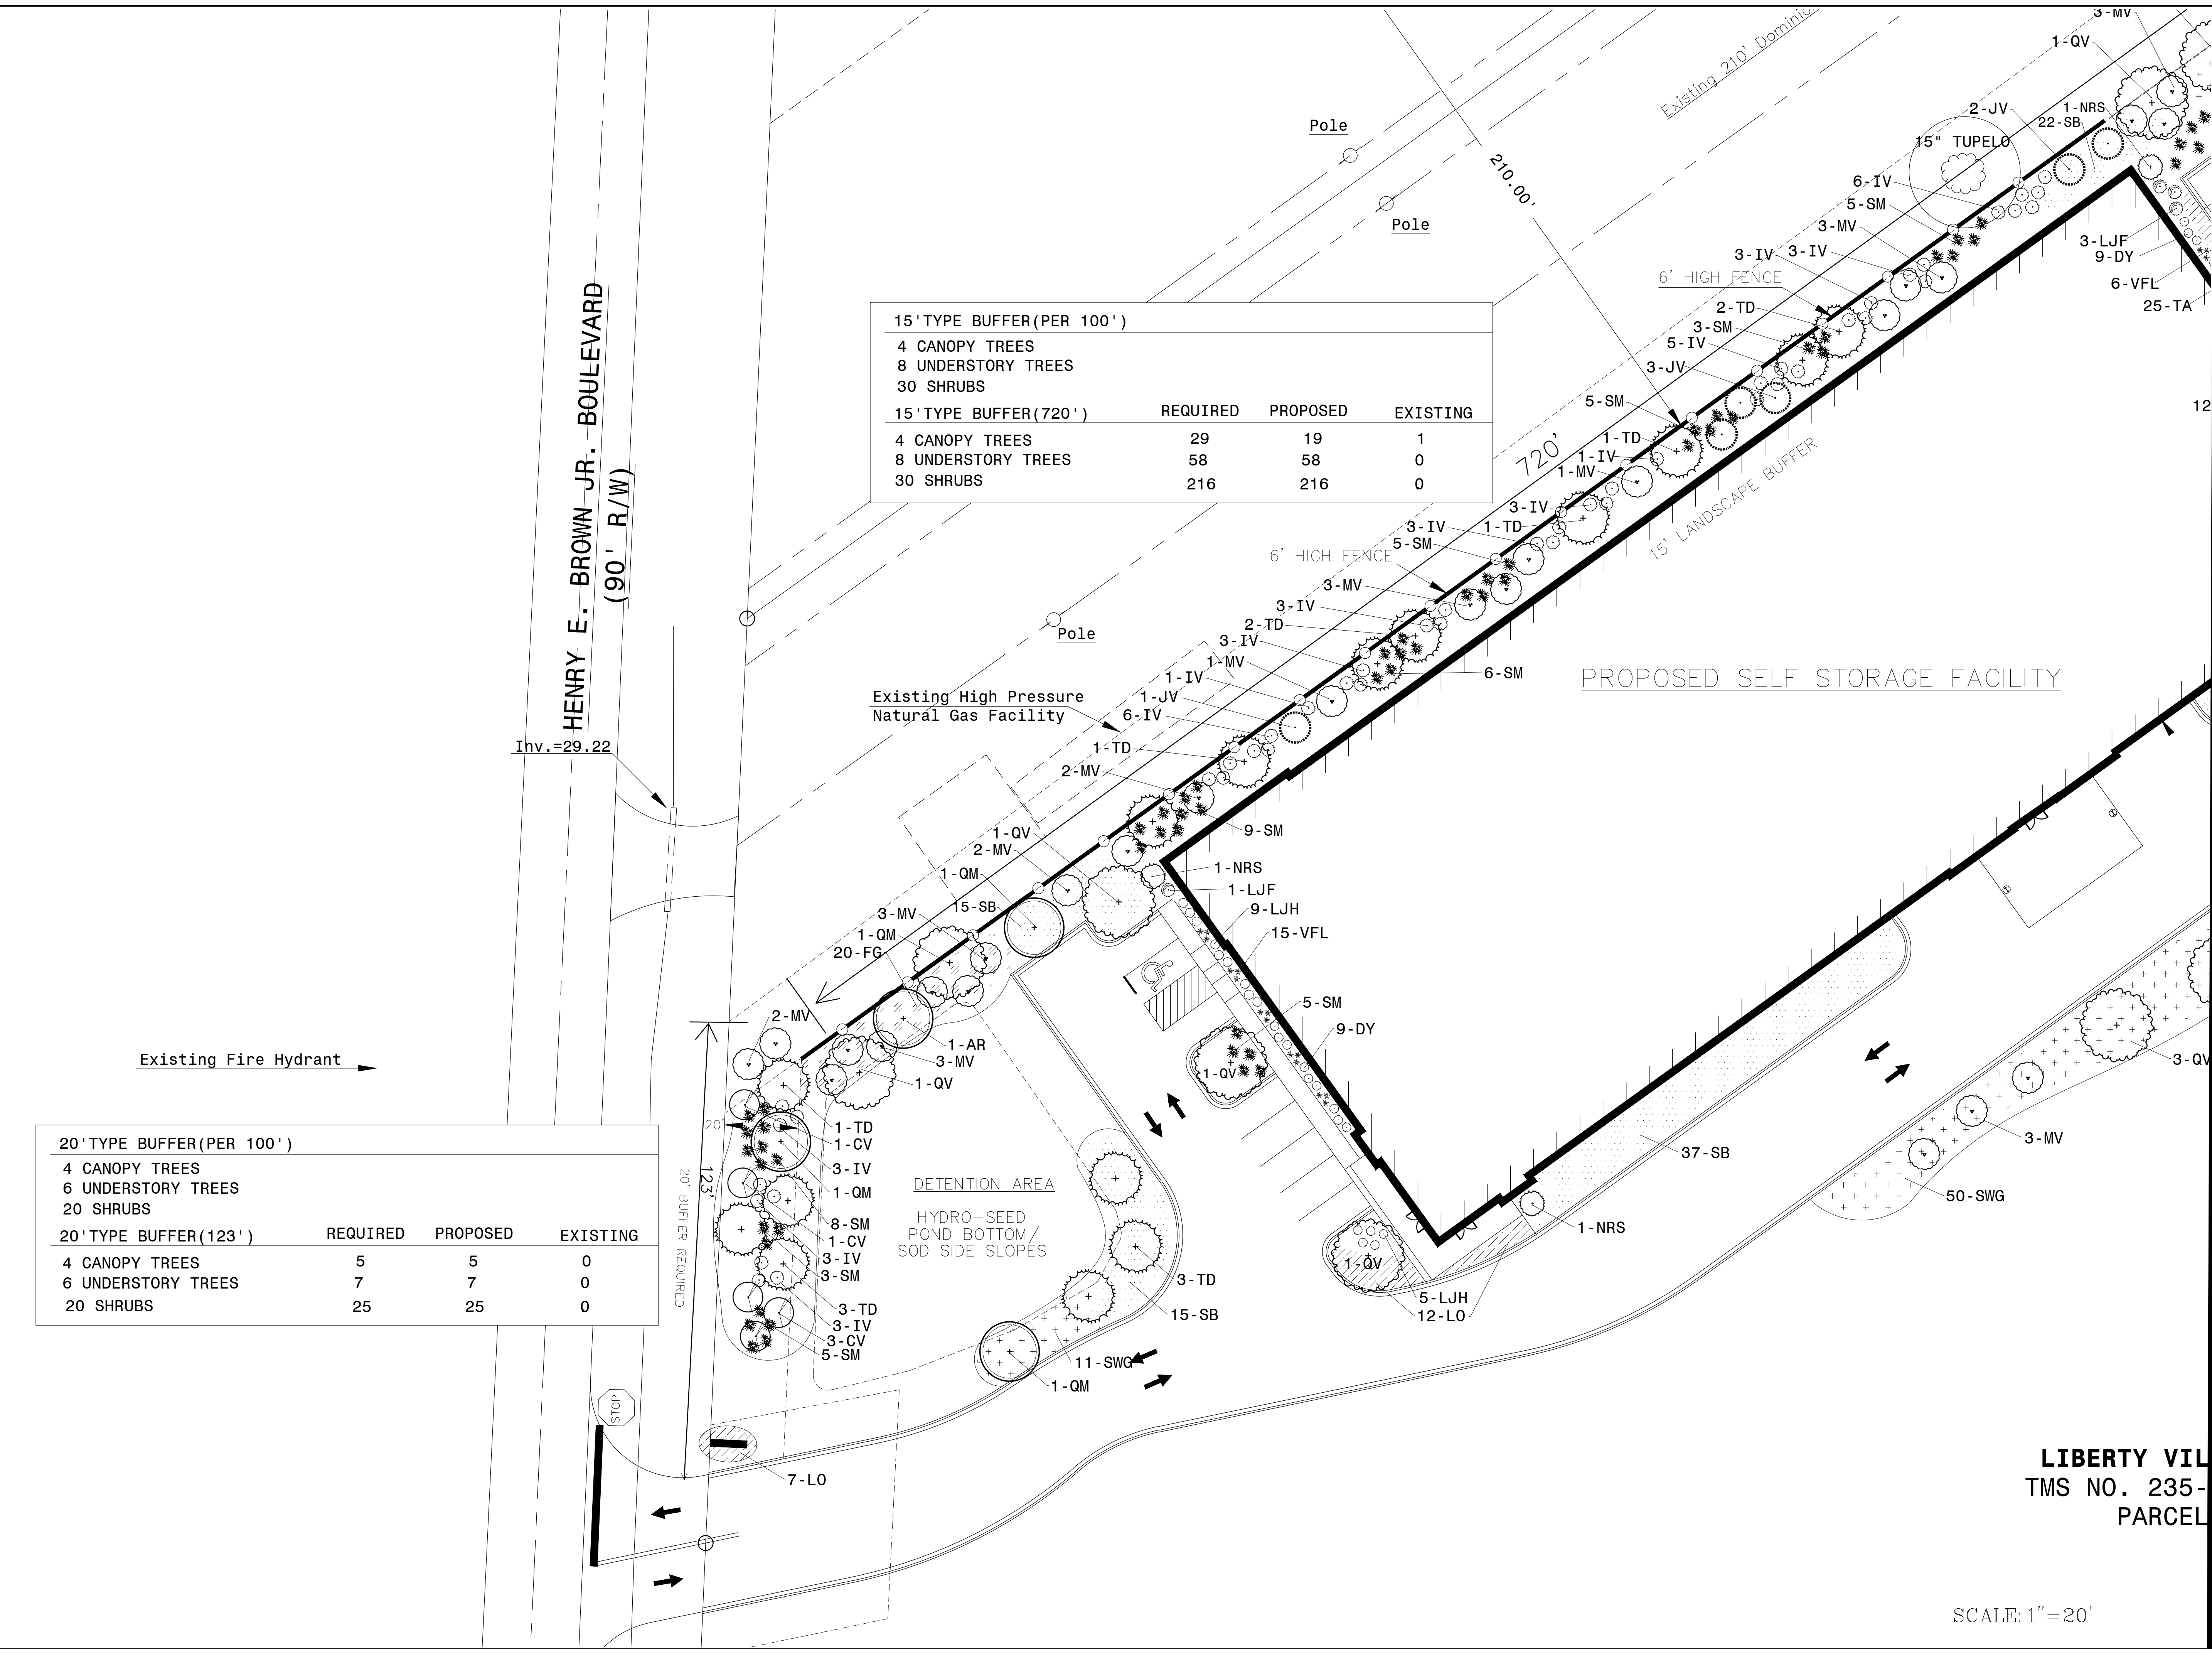 3-MV
1-QV
Existing 210'
2-JV
1-NRS
22-SB
15" TUPELO
Pole
210.00'
6-IV
5-SM
3-MV
Pole
3-IV
3-IV
3-LJF
9-DY
6-VFL
25-TA
6' HIGH FENCE
2-TD
3-SM
5-IV
3-JV
5-SM
HENRY E. BROWN JR. BOULEVARD
(90' R/W)
15'TYPE BUFFER(PER 100')
4 CANOPY TREES
8 UNDERSTORY TREES
30 SHRUBS
15'TYPE BUFFER(720') REQUIRED PROPOSED EXISTING
4 CANOPY TREES 29 19 1
8 UNDERSTORY TREES 58 58 0
30 SHRUBS 216 216 0
12
720'
1-TD
1-IV
1-MV
15' LANDSCAPE BUFFER
3-IV
3-IV
1-TD
5-SM
6' HIGH FENCE
3-MV
3-IV
2-TD
Pole
3-IV
1-MV
1-IV
6-SM
PROPOSED SELF STORAGE FACILITY
Existing High Pressure
Natural Gas Facility
1-JV
6-IV
Inv.=29.22
1-TD
2-MV
9-SM
1-QV
2-MV
1-QM
1-NRS
1-LJF
15-SB
9-LJH
3-MV
1-QM
20-FG
15-VFL
5-SM
2-MV
9-DY
1-AR
3-MV
1-QV
1-QV
Existing Fire Hydrant
3-QV
20'
1-TD
1-CV
3-IV
1-QM
3-MV
37-SB
20'TYPE BUFFER(PER 100')
4 CANOPY TREES
6 UNDERSTORY TREES
20 SHRUBS
20'TYPE BUFFER(123') REQUIRED PROPOSED EXISTING
4 CANOPY TREES 5 5 0
6 UNDERSTORY TREES 7 7 0
20 SHRUBS 25 25 0
123'
20' BUFFER REQUIRED
DETENTION AREA
HYDRO-SEED
POND BOTTOM/
SOD SIDE SLOPES
50-SWG
8-SM
1-CV
3-IV
3-SM
1-NRS
1-QV
3-TD
3-TD
3-IV
3-CV
5-SM
15-SB
5-LJH
12-LO
11-SWG
1-QM
STOP
7-LO
LIBERTY VIL
TMS NO. 235-
PARCEL
SCALE: 1"=20'